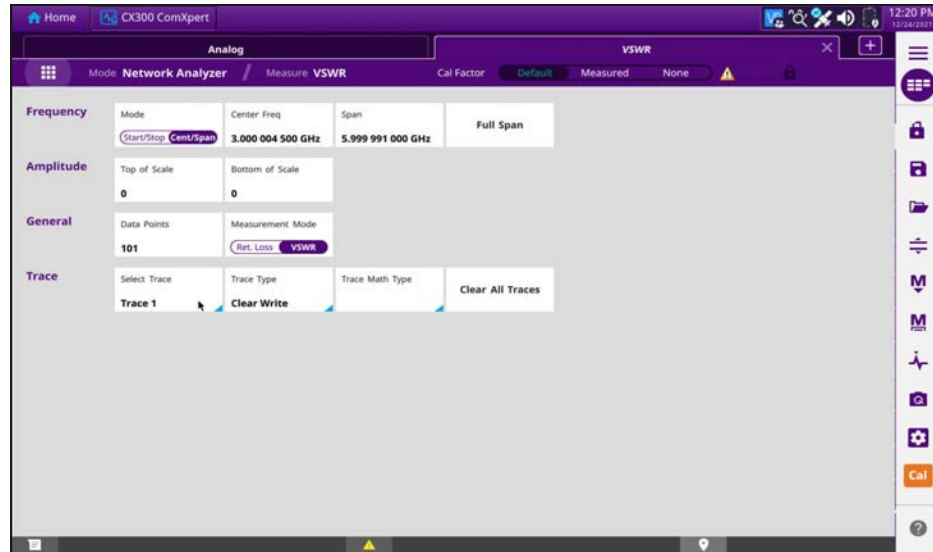 Home
CX300 ComXpert
12:20 PM
12/24/2021
Analog
VSWR
Mode Network Analyzer / Measure VSWR
Cal Factor Default Measured None
Frequency
Mode
Start/Stop Cent/Span
Center Freq
3.000 004 500 GHz
Span
5.999 991 000 GHz
Full Span
Amplitude
Top of Scale
0
Bottom of Scale
0
General
Data Points
101
Measurement Mode
Ret. Loss VSWR
Trace
Select Trace
Trace 1
Trace Type
Clear Write
Trace Math Type
Clear All Traces
M
M
Cal